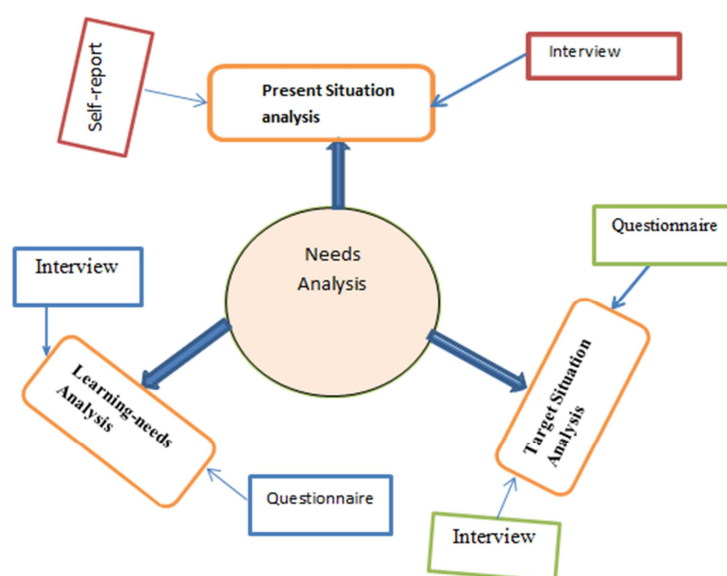 Self-report
Present Situation
analysis
Interview
Needs
Analysis
Questionnaire
Interview
Learning-needs
Analysis
Target Situation
Analysis
Questionnaire
Interview